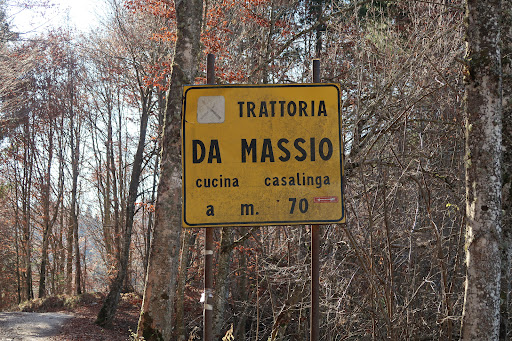 TRATTORIA
DA MASSIO
cucina casalinga
a m. 70